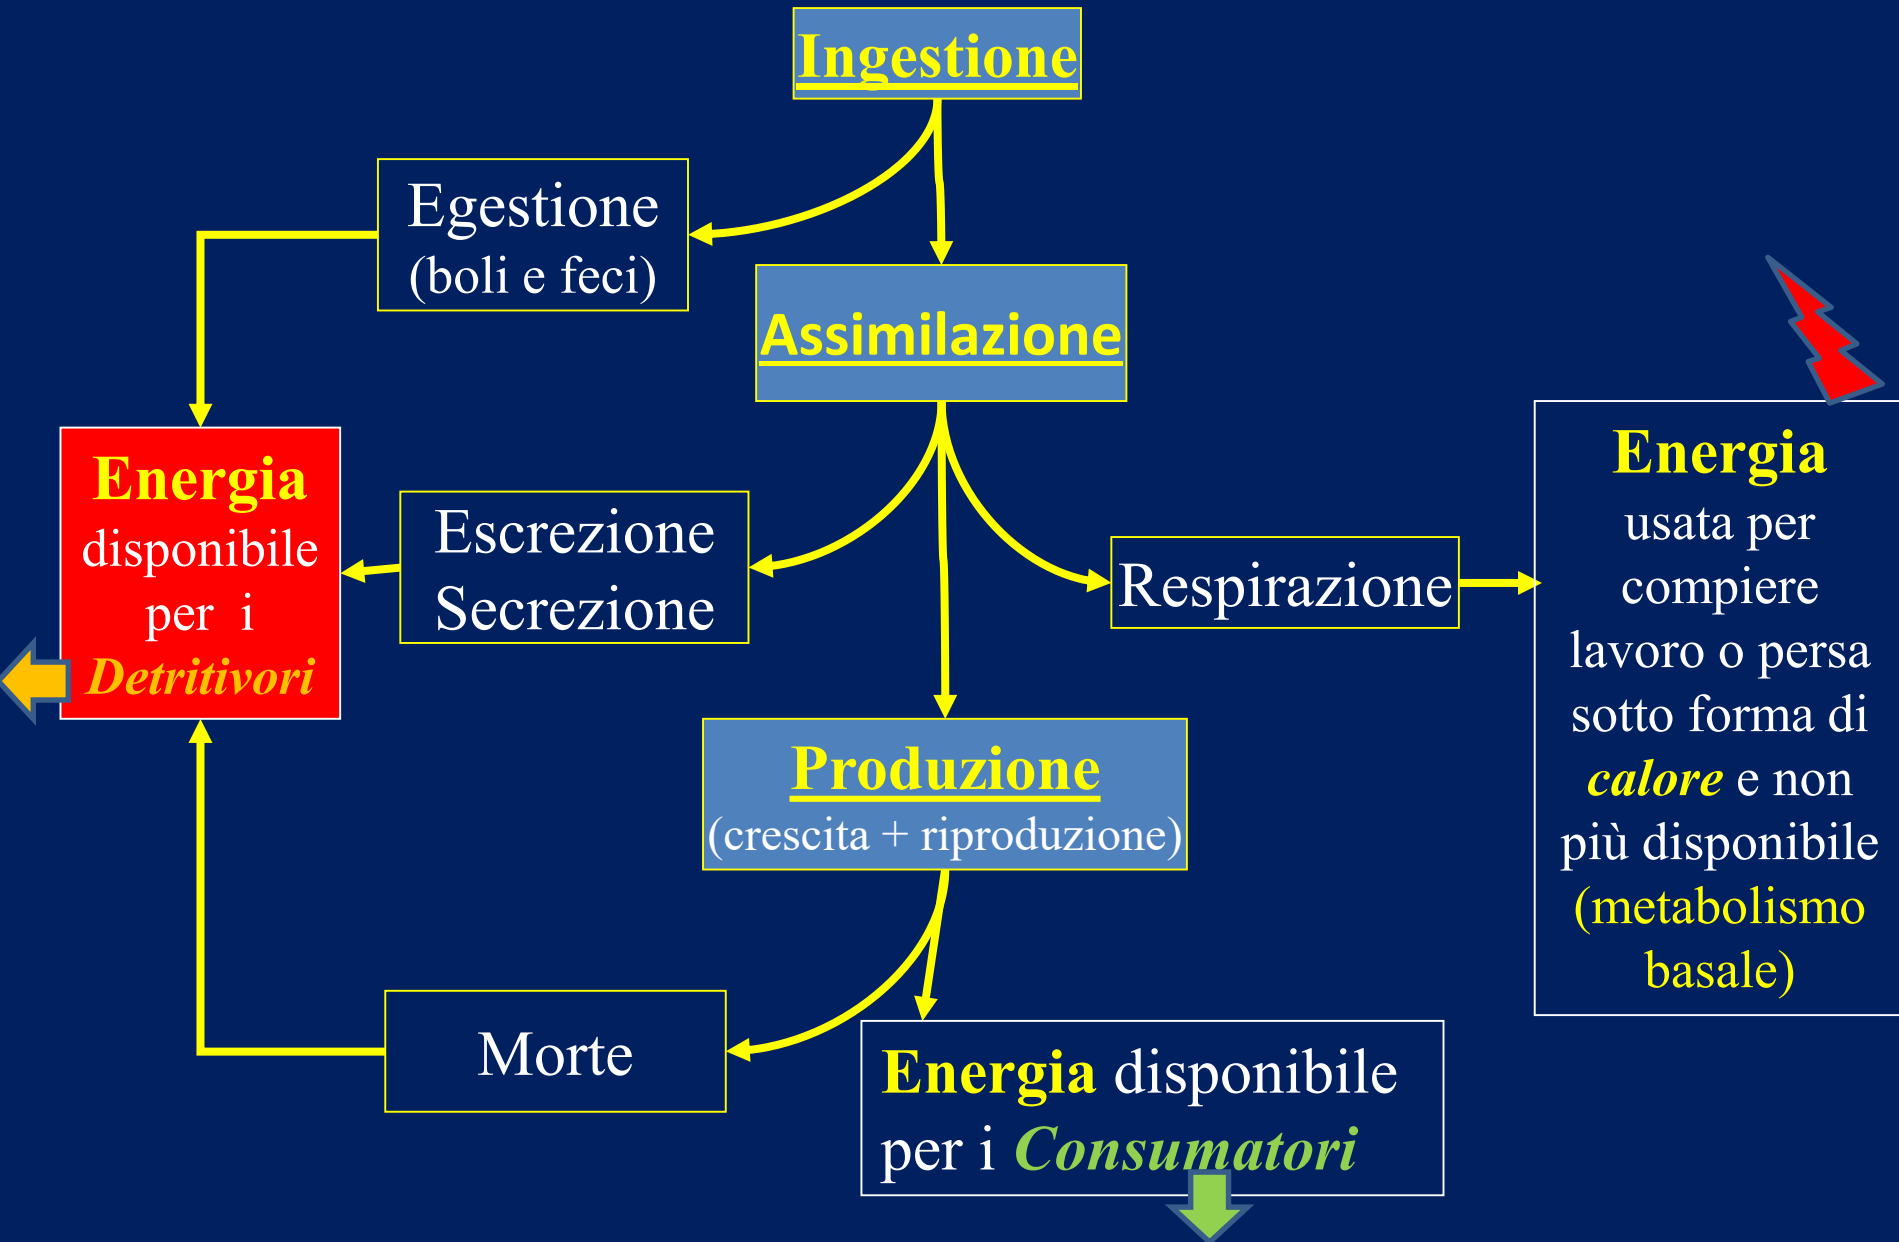 Ingestione
Egestione
(boli e feci)
Assimilazione
Energia
disponibile
per i
Detritivori
Escrezione
Secrezione
Respirazione
Energia
usata per
compiere
lavoro o persa
sotto forma di
calore e non
più disponibile
(metabolismo
basale)
Produzione
(crescita + riproduzione)
Morte
Energia disponibile
per i Consumatori